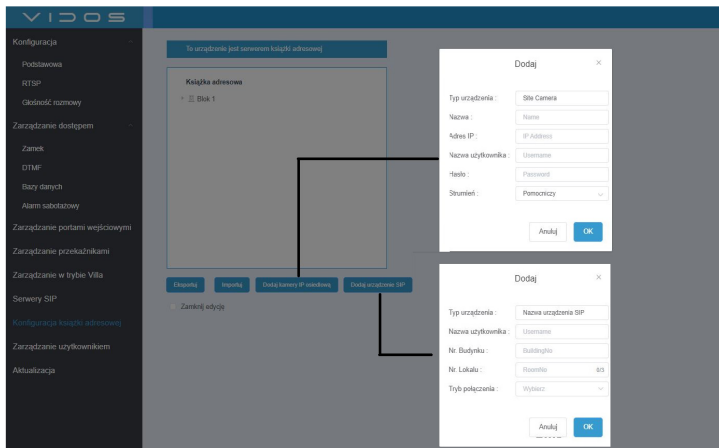 VIDOS
Konfiguracja
Podstawowa
RTSP
Głośność rozmowy
Zarządzanie dostępem
Zamek
DTMF
Bazy danych
Alarm sabotażowy
Zarządzanie portami wejściowymi
Zarządzanie przekaźnikami
Zarządzanie w trybie Villa
Serwery SIP
Konfiguracja książki adresowej
Zarządzanie użytkownikiem
Aktualizacja
To urządzenie jest serwerem książki adresowej
Książka adresowa
Blok 1
Eksportuj
Importuj
Dodaj kamery IP osiedlową
Dodaj urządzenie SIP
Zamknij edycję
Dodaj
Typ urządzenia : Site Camera
Nazwa : Name
Adres IP : IP Address
Nazwa użytkownika : Username
Hasło : Password
Strumień : Pomocniczy
Anuluj OK
Dodaj
Typ urządzenia : Nazwa urządzenia SIP
Nazwa użytkownika : Username
Nr. Budynku : BuildingNo
Nr. Lokalu : RoomNo 0/3
Tryb połączenia : Wybierz
Anuluj OK